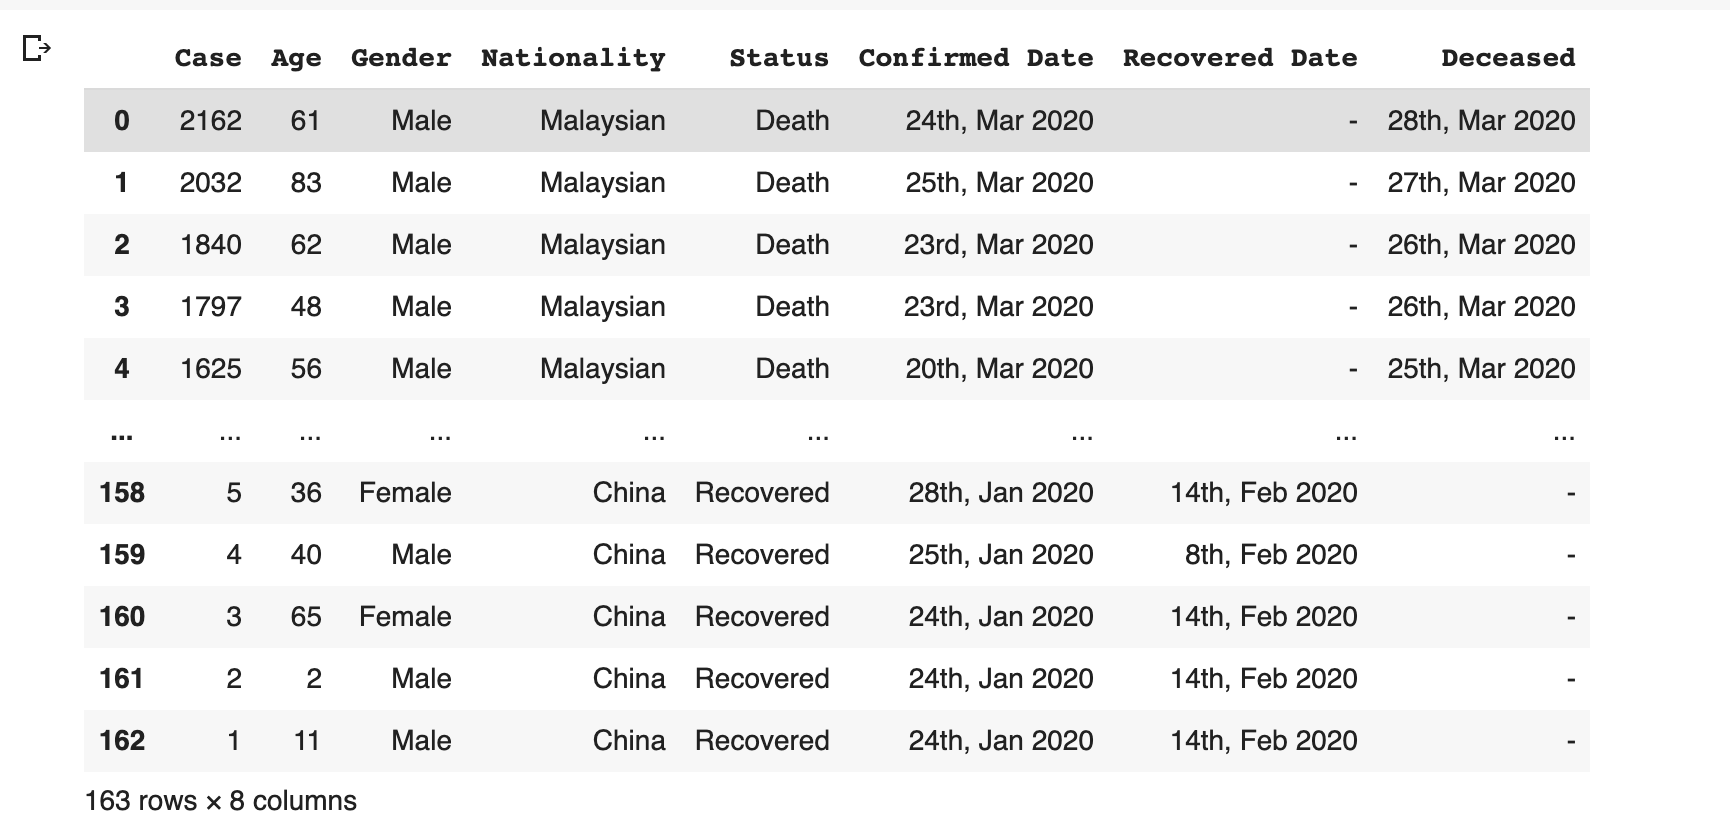 Case Age Gender Nationality Status Confirmed Date Recovered Date Deceased
0 2162 61 Male Malaysian Death 24th, Mar 2020 - 28th, Mar 2020
1 2032 83 Male Malaysian Death 25th, Mar 2020 - 27th, Mar 2020
2 1840 62 Male Malaysian Death 23rd, Mar 2020 - 26th, Mar 2020
3 1797 48 Male Malaysian Death 23rd, Mar 2020 - 26th, Mar 2020
4 1625 56 Male Malaysian Death 20th, Mar 2020 - 25th, Mar 2020
... ... ... ... ... ... ... ... ...
158 5 36 Female China Recovered 28th, Jan 2020 14th, Feb 2020 -
159 4 40 Male China Recovered 25th, Jan 2020 8th, Feb 2020 -
160 3 65 Female China Recovered 24th, Jan 2020 14th, Feb 2020 -
161 2 2 Male China Recovered 24th, Jan 2020 14th, Feb 2020 -
162 1 11 Male China Recovered 24th, Jan 2020 14th, Feb 2020 -
163 rows × 8 columns